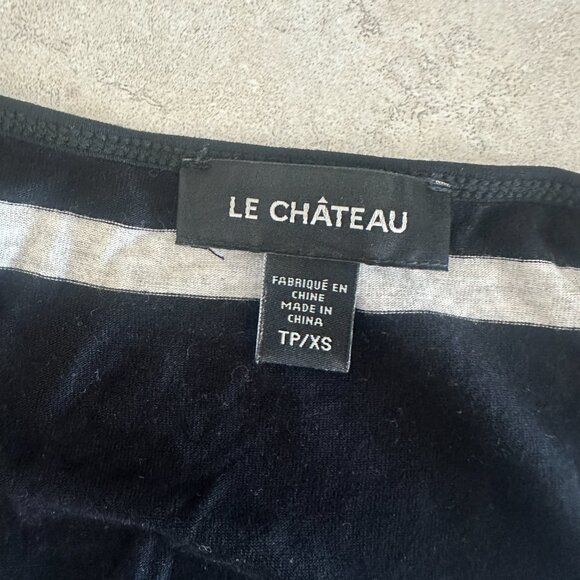 LE CHÂTEAU
FABRIQUÉ EN
CHINE
MADE IN
CHINA
TP/XS